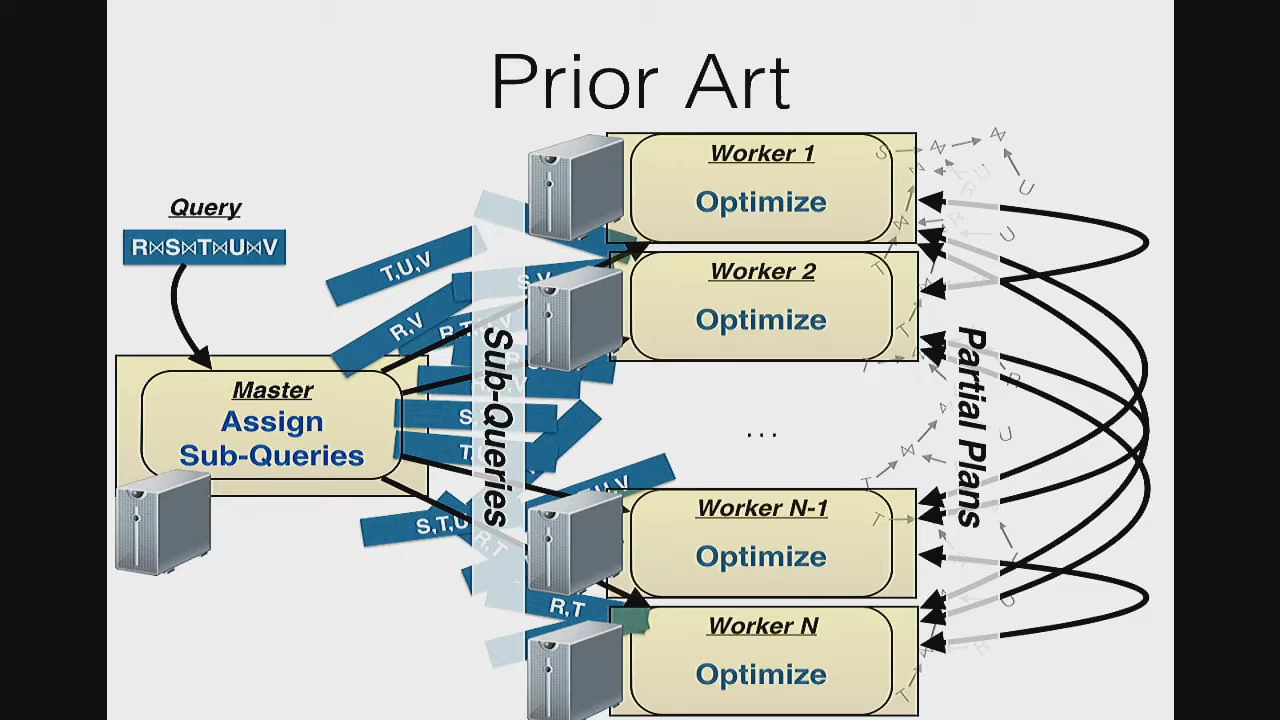 Prior Art
Query
R⋈S⋈T⋈U⋈V
Master
Assign
Sub-Queries
T,U,V
R,V
S,V
S,T,U
R,T
R,T
Sub-Queries
Worker 1
Optimize
Worker 2
Optimize
...
Worker N-1
Optimize
Worker N
Optimize
Partial Plans
S
⋈
⋈
U
R
U
T
T
R
U
⋈
T
T
U
R
T